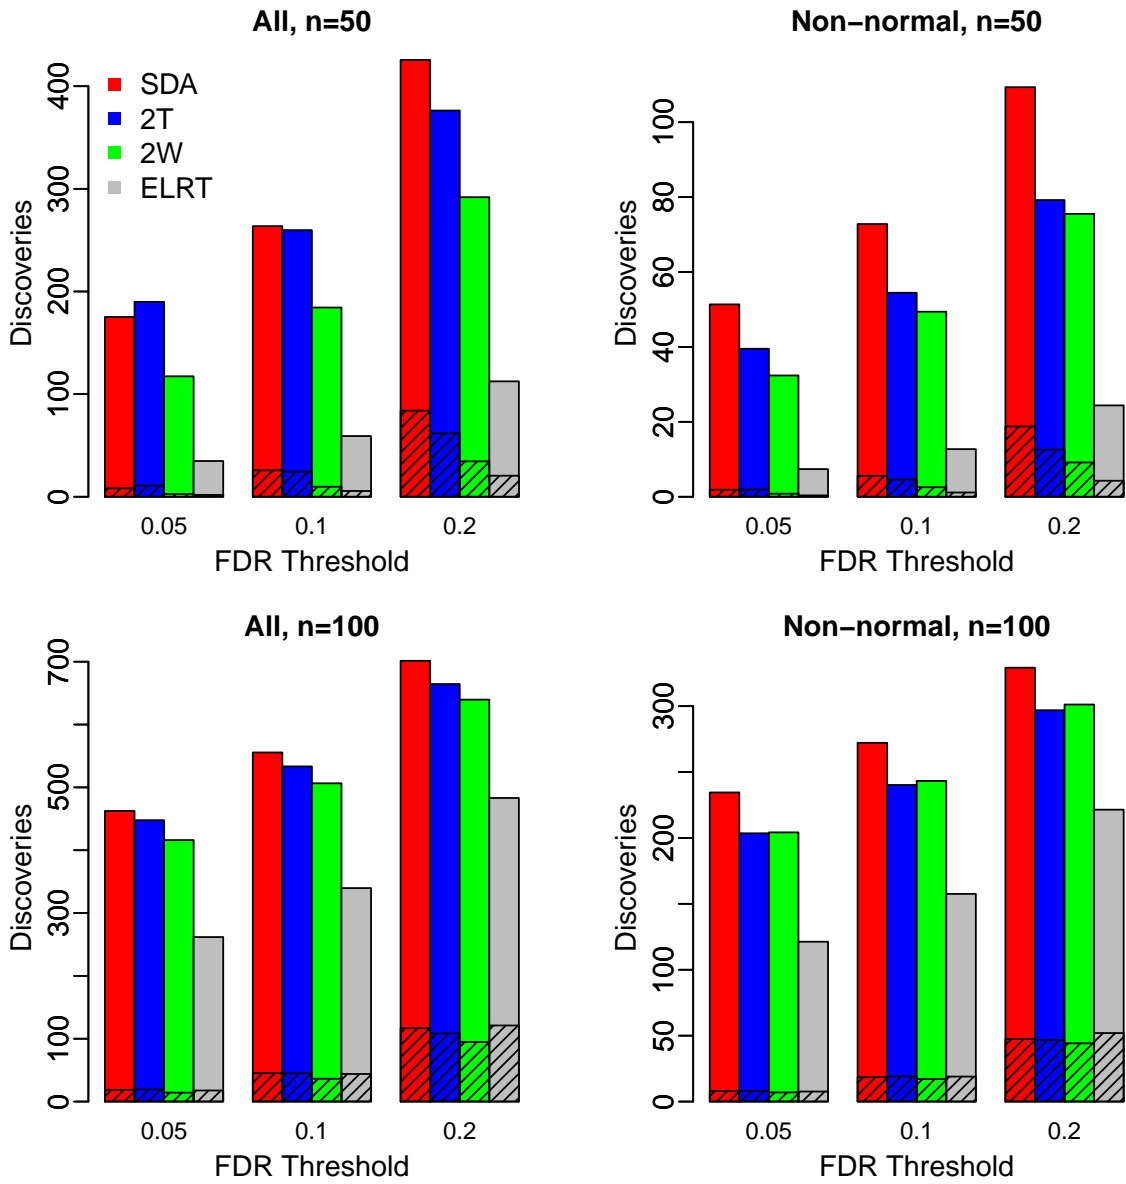 All, n=50
400
300
200
100
0
Discoveries
SDA
2T
2W
ELRT
0.05 0.1 0.2
FDR Threshold
Non−normal, n=50
100
80
60
40
20
0
Discoveries
0.05 0.1 0.2
FDR Threshold
All, n=100
700
500
300
100
0
Discoveries
0.05 0.1 0.2
FDR Threshold
Non−normal, n=100
300
200
100
50
0
Discoveries
0.05 0.1 0.2
FDR Threshold